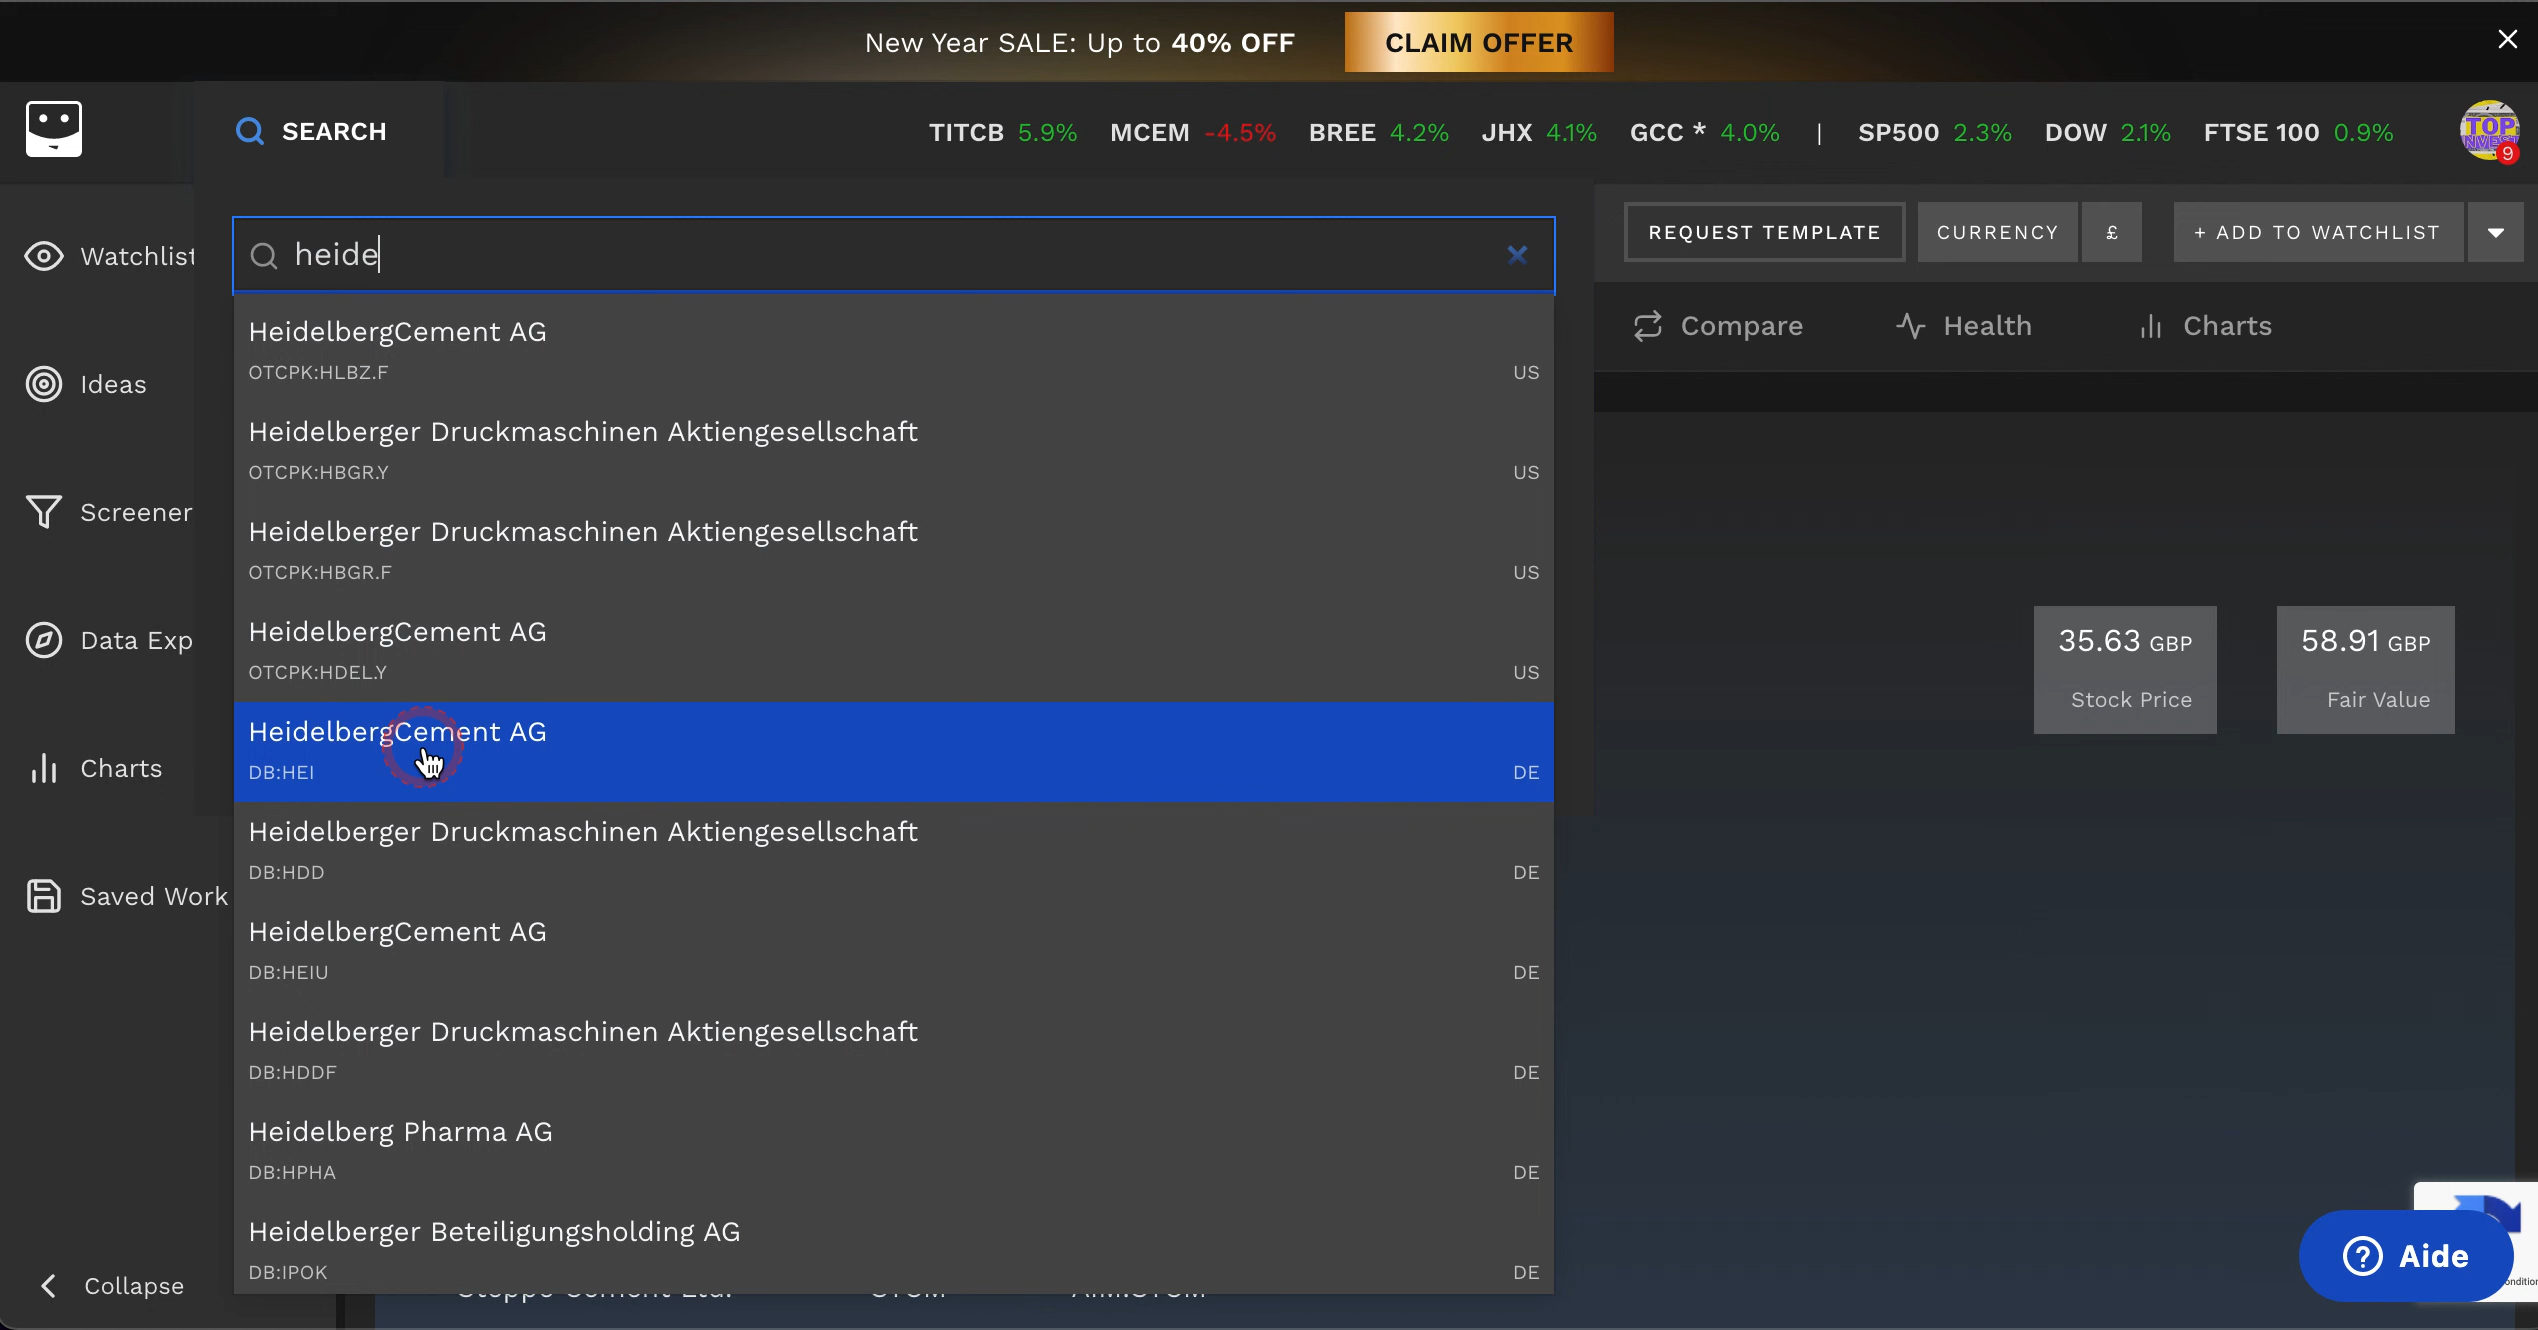 New Year SALE: Up to 40% OFF CLAIM OFFER
SEARCH
TITCB 5.9% MCEM -4.5% BREE 4.2% JHX 4.1% GCC * 4.0% | SP500 2.3% DOW 2.1% FTSE 100 0.9%
TOP
9
heide
REQUEST TEMPLATE CURRENCY £ + ADD TO WATCHLIST
Compare Health Charts
Watchlist
Ideas
Screener
Data Exp
Charts
Saved Work
Collapse
HeidelbergCement AG
OTCPK:HLBZ.F US
Heidelberger Druckmaschinen Aktiengesellschaft
OTCPK:HBGR.Y US
Heidelberger Druckmaschinen Aktiengesellschaft
OTCPK:HBGR.F US
HeidelbergCement AG
OTCPK:HDEL.Y US
HeidelbergCement AG
DB:HEI DE
Heidelberger Druckmaschinen Aktiengesellschaft
DB:HDD DE
HeidelbergCement AG
DB:HEIU DE
Heidelberger Druckmaschinen Aktiengesellschaft
DB:HDDF DE
Heidelberg Pharma AG
DB:HPHA DE
Heidelberger Beteiligungsholding AG
DB:IPOK DE
35.63 GBP
Stock Price
58.91 GBP
Fair Value
Aide